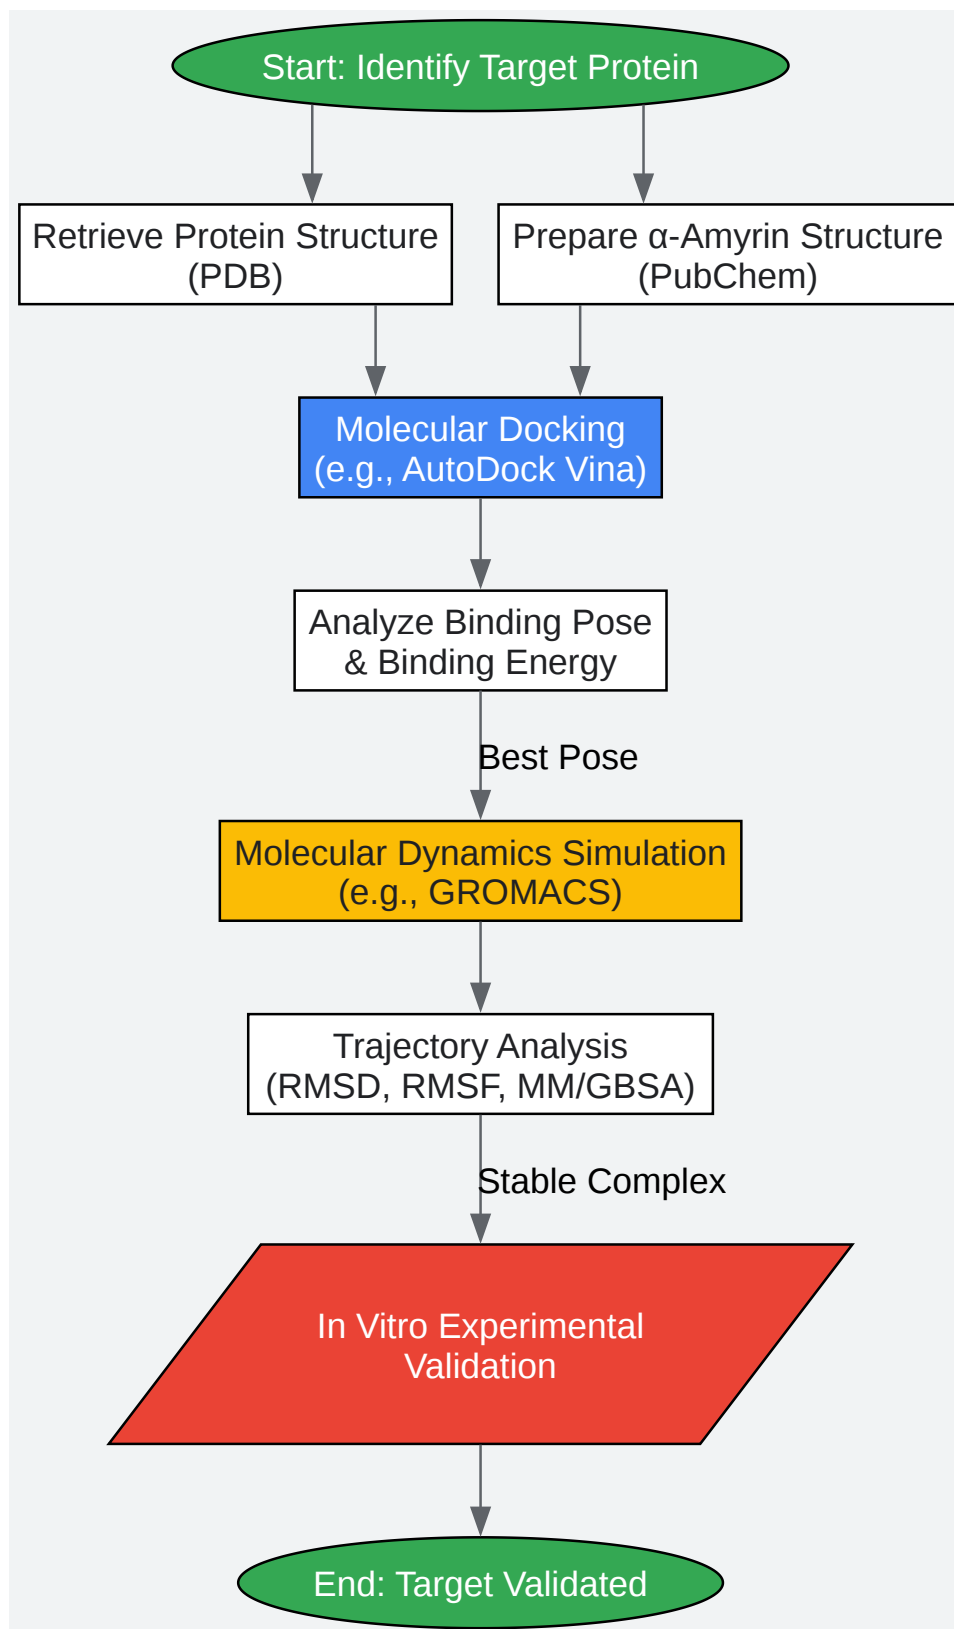 Start: Identify Target Protein
Retrieve Protein Structure
(PDB)
Prepare α-Amyrin Structure
(PubChem)
Molecular Docking
(e.g., AutoDock Vina)
Analyze Binding Pose
& Binding Energy
Best Pose
Molecular Dynamics Simulation
(e.g., GROMACS)
Trajectory Analysis
(RMSD, RMSF, MM/GBSA)
Stable Complex
In Vitro Experimental
Validation
End: Target Validated